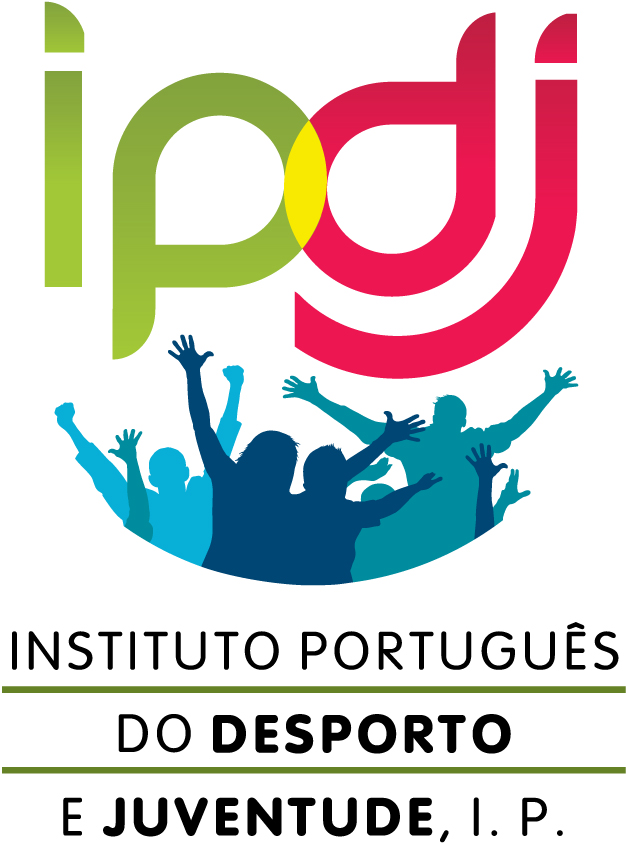 ipdj
INSTITUTO PORTUGUÊS
DO DESPORTO
E JUVENTUDE, I. P.